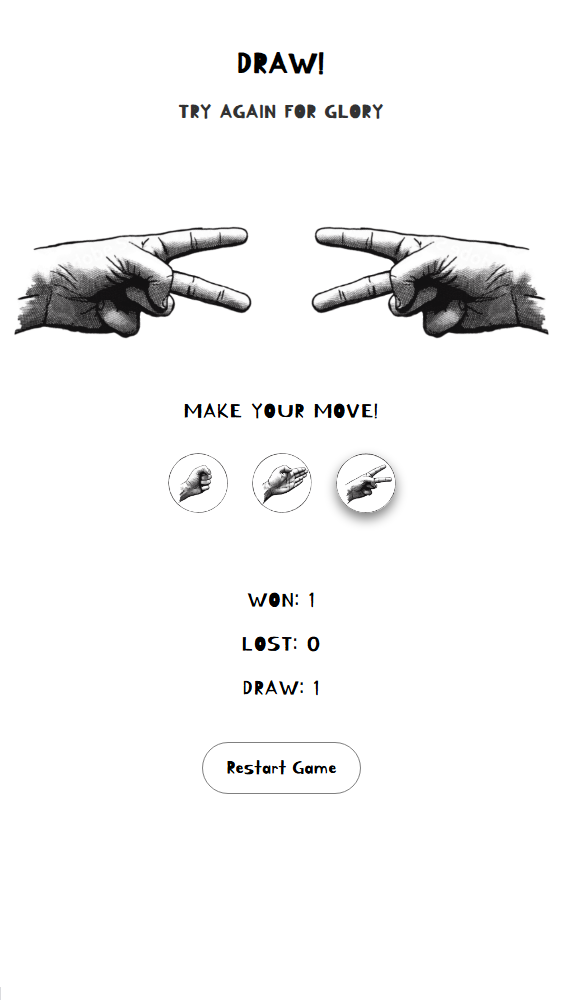 DRAW!
TRY AGAIN FOR GLORY
MAKE YOUR MOVE!
WON: 1
LOST: 0
DRAW: 1
Restart Game